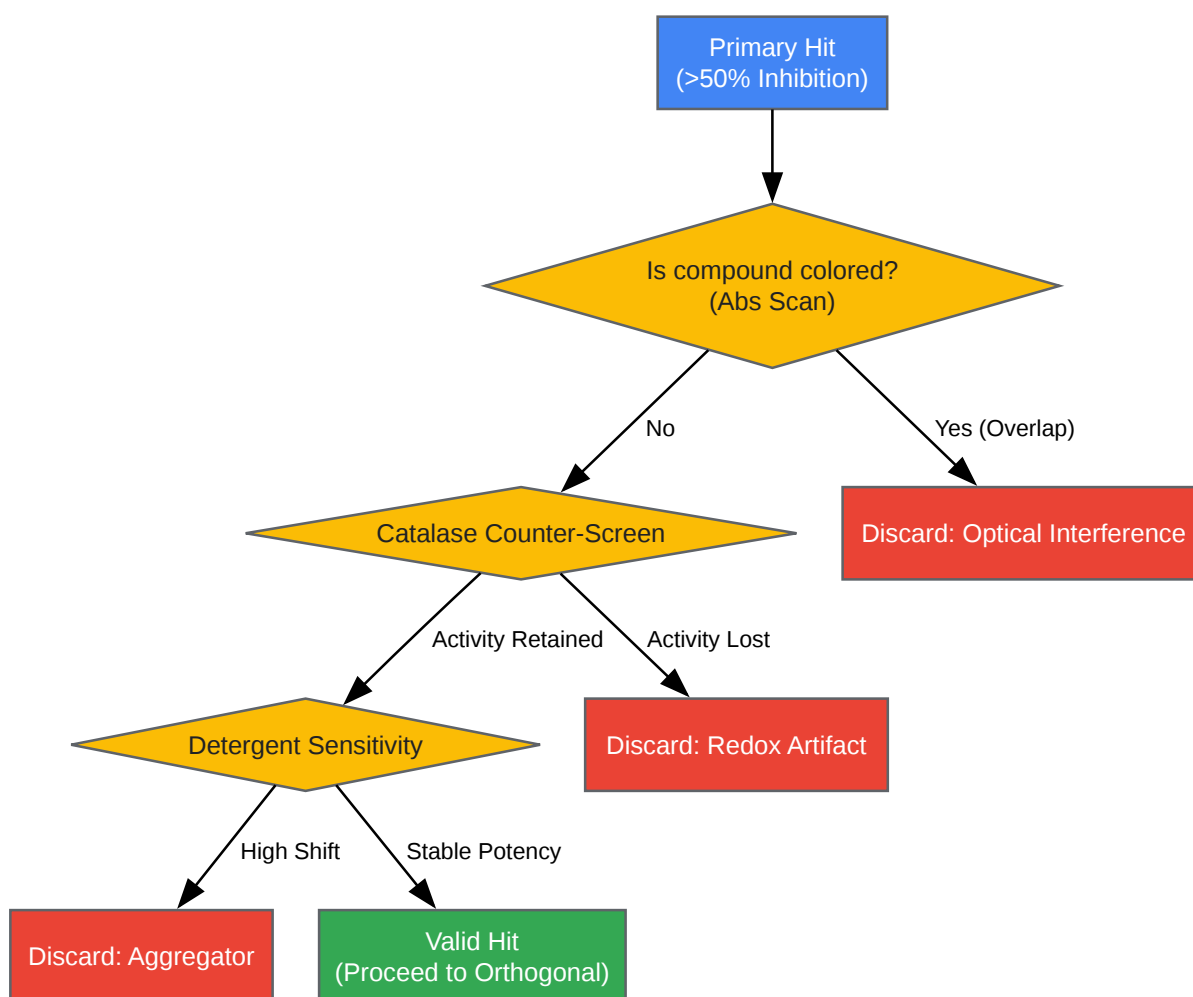 Primary Hit
(>50% Inhibition)
Is compound colored?
(Abs Scan)
No
Yes (Overlap)
Catalase Counter-Screen
Discard: Optical Interference
Activity Retained
Activity Lost
Detergent Sensitivity
Discard: Redox Artifact
High Shift
Stable Potency
Discard: Aggregator
Valid Hit
(Proceed to Orthogonal)